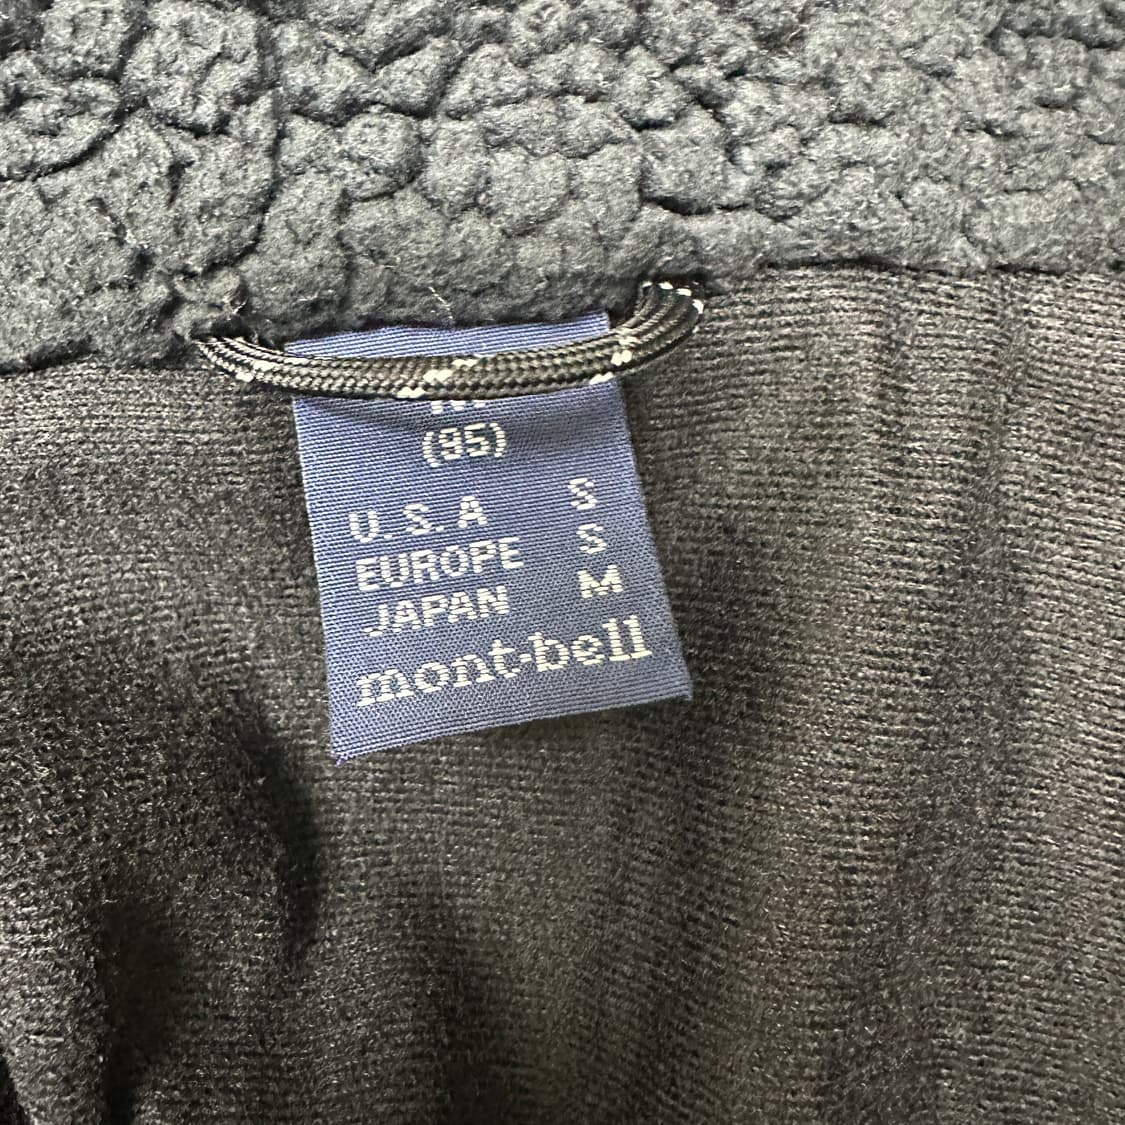 (95)
U.S.A S
EUROPE S
JAPAN M
mont·bell